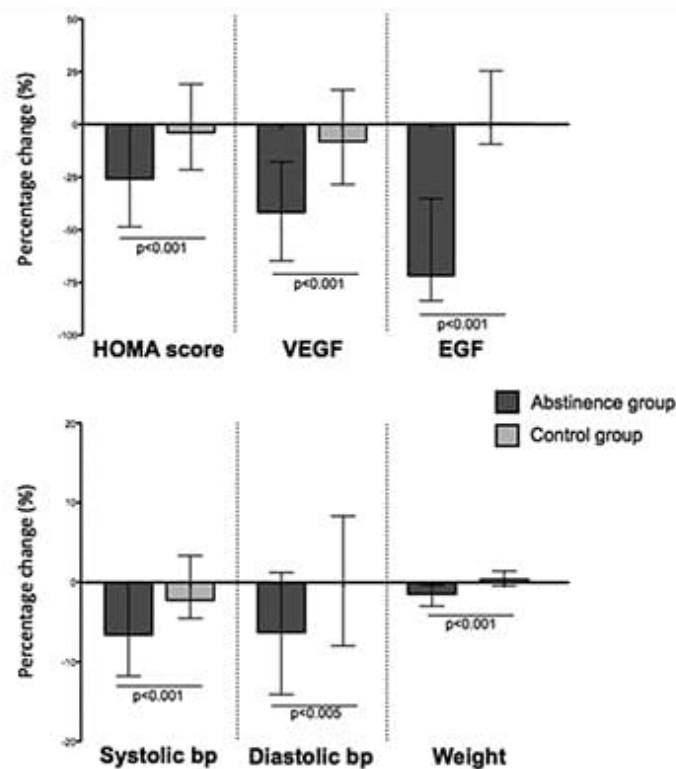 Percentage change (%)
50
25
0
-25
-50
-75
-100
p<0.001
p<0.001
p<0.001
HOMA score
VEGF
EGF
Abstinence group
Control group
Percentage change (%)
20
10
0
-10
-20
p<0.001
p<0.005
p<0.001
Systolic bp
Diastolic bp
Weight